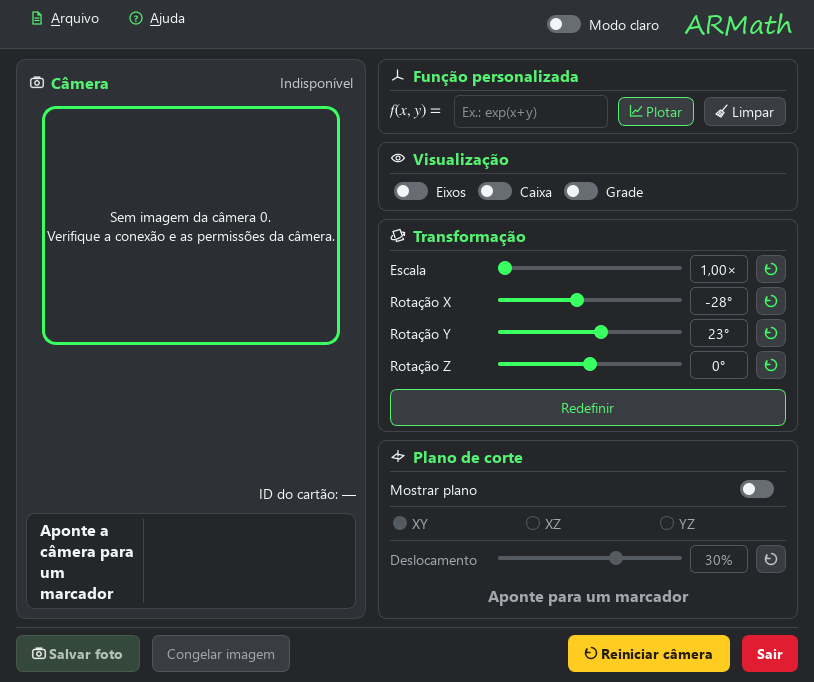 Arquivo
Ajuda
Modo claro
ARMath
Câmera
Indisponível
Sem imagem da câmera 0.
Verifique a conexão e as permissões da câmera.
ID do cartão: —
Aponte a
câmera para
um
marcador
Função personalizada
f(x, y) =
Ex.: exp(x+y)
Plotar
Limpar
Visualização
Eixos
Caixa
Grade
Transformação
Escala
1,00×
Rotação X
-28°
Rotação Y
23°
Rotação Z
0°
Redefinir
Plano de corte
Mostrar plano
XY
XZ
YZ
Deslocamento
30%
Aponte para um marcador
Salvar foto
Congelar imagem
Reiniciar câmera
Sair